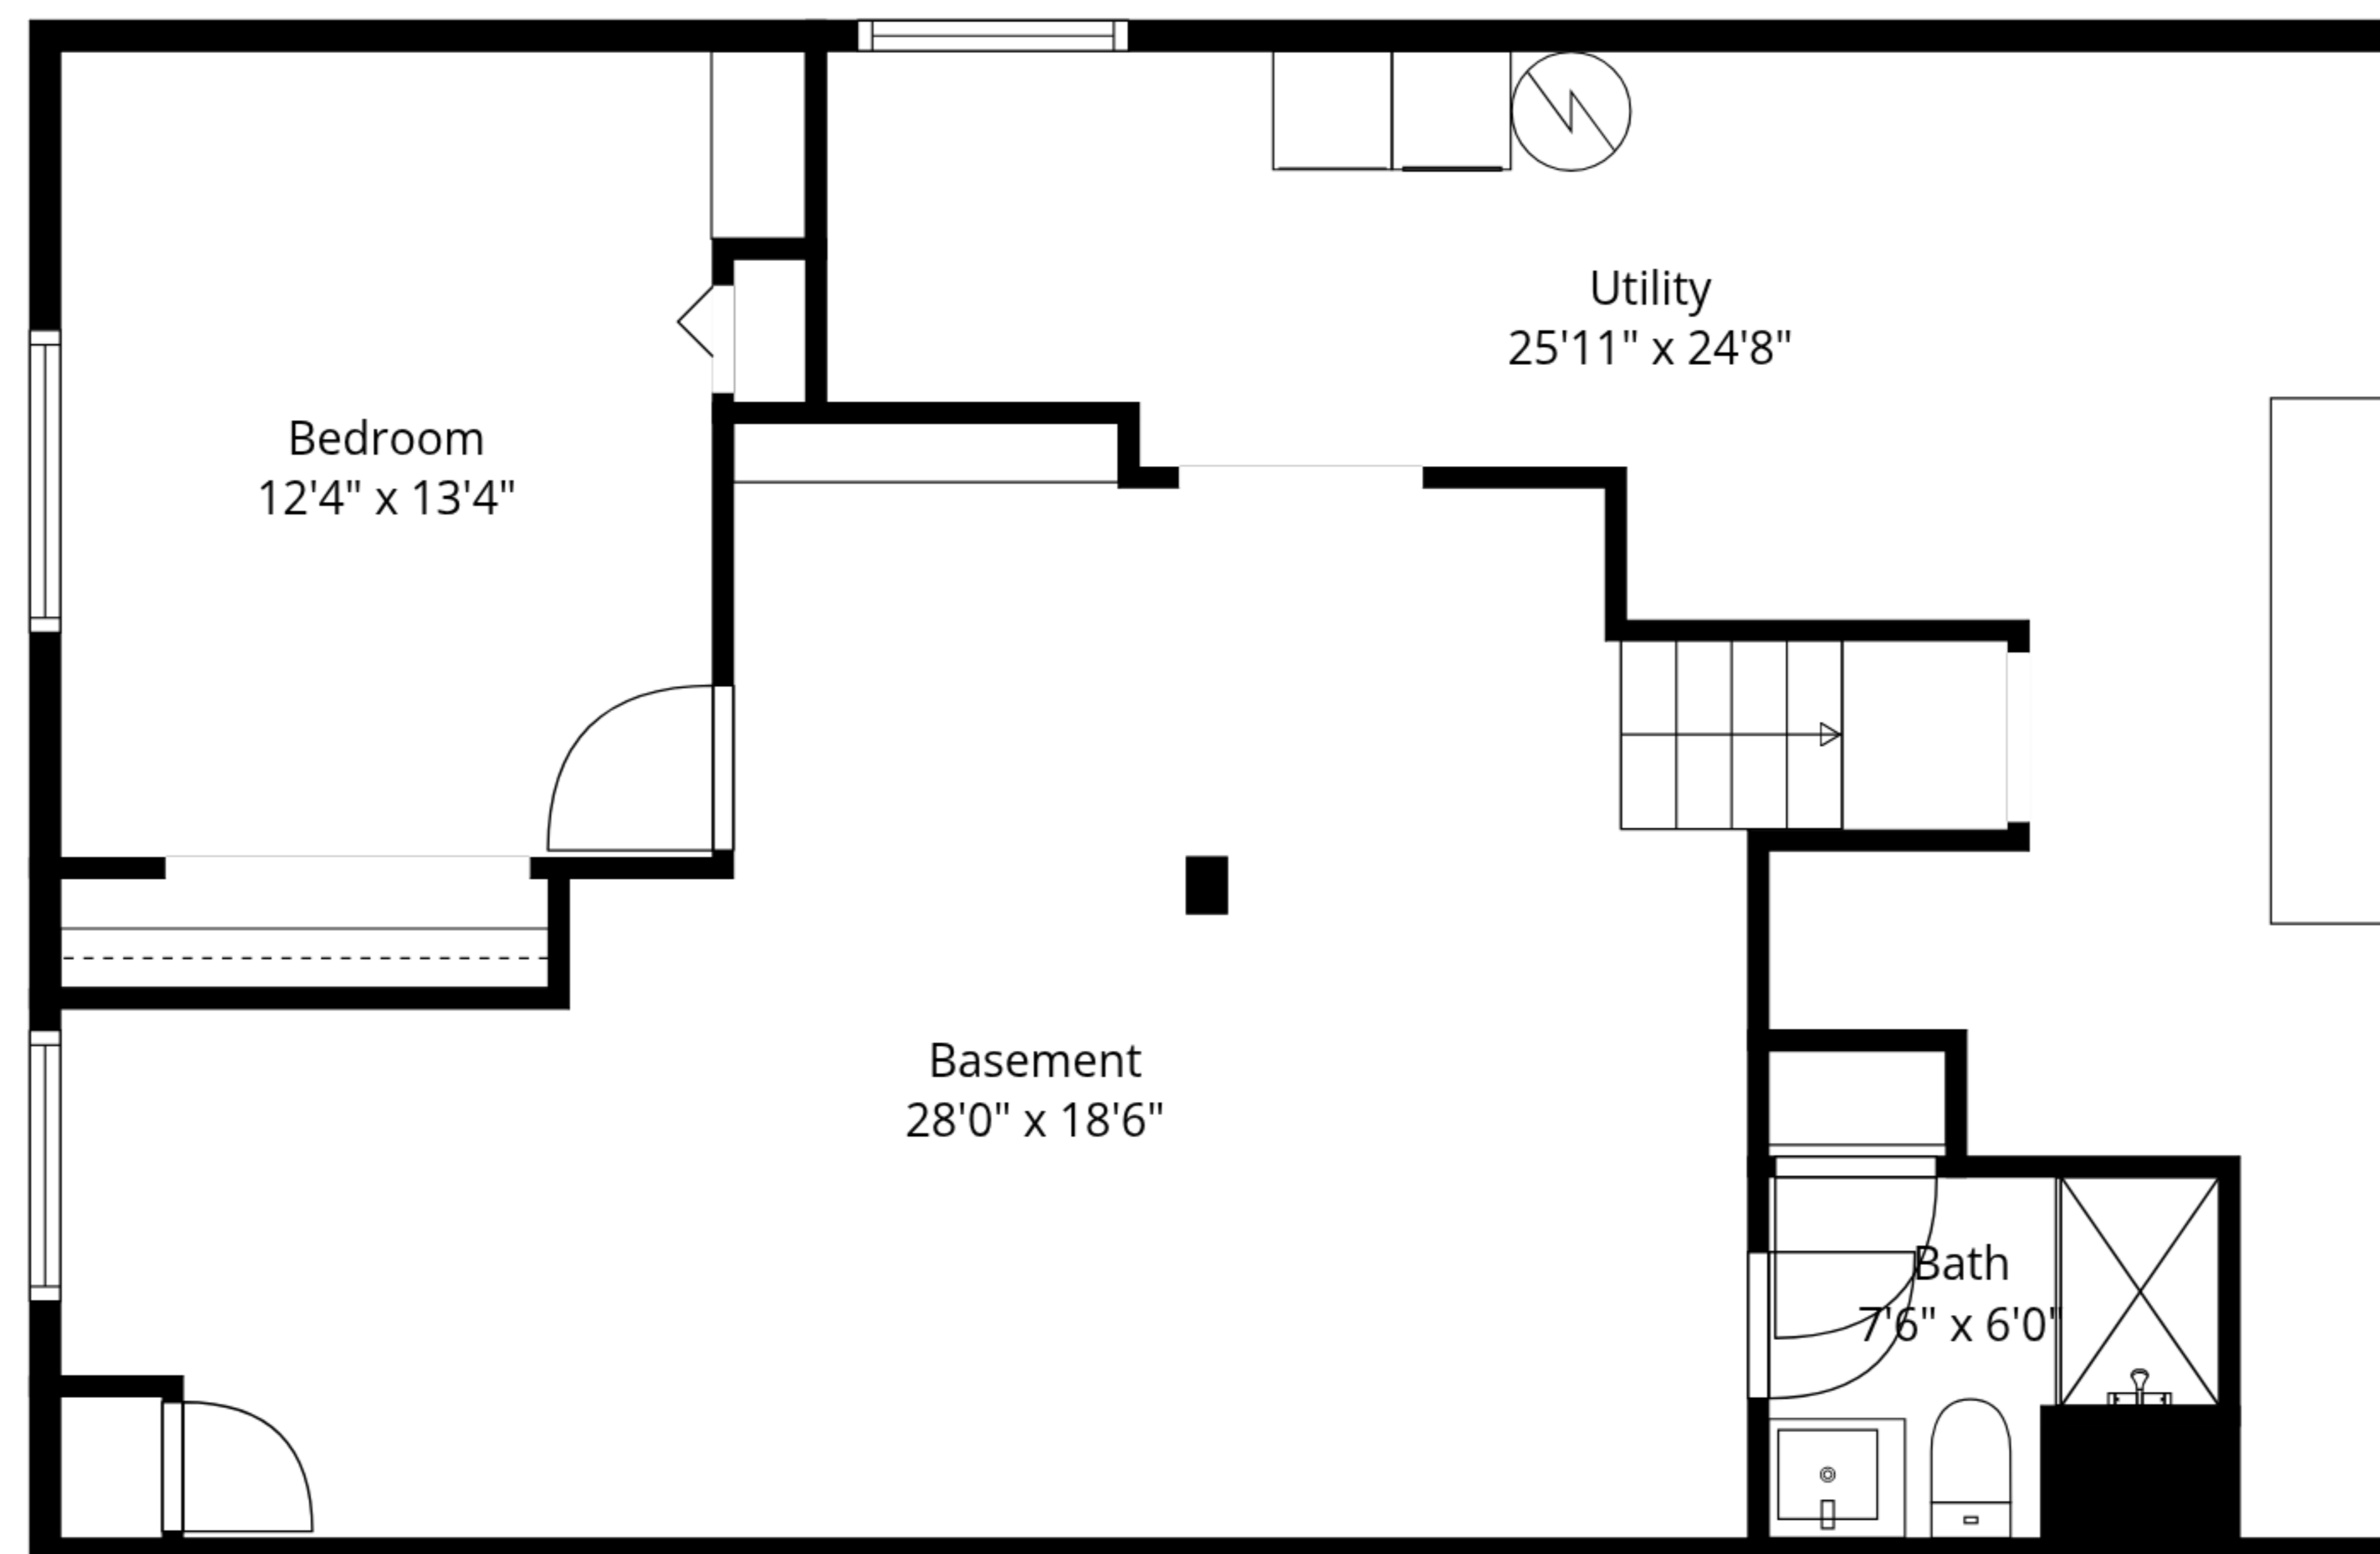 Utility
25'11" x 24'8"
Bedroom
12'4" x 13'4"
Basement
28'0" x 18'6"
Bath
7'6" x 6'0"